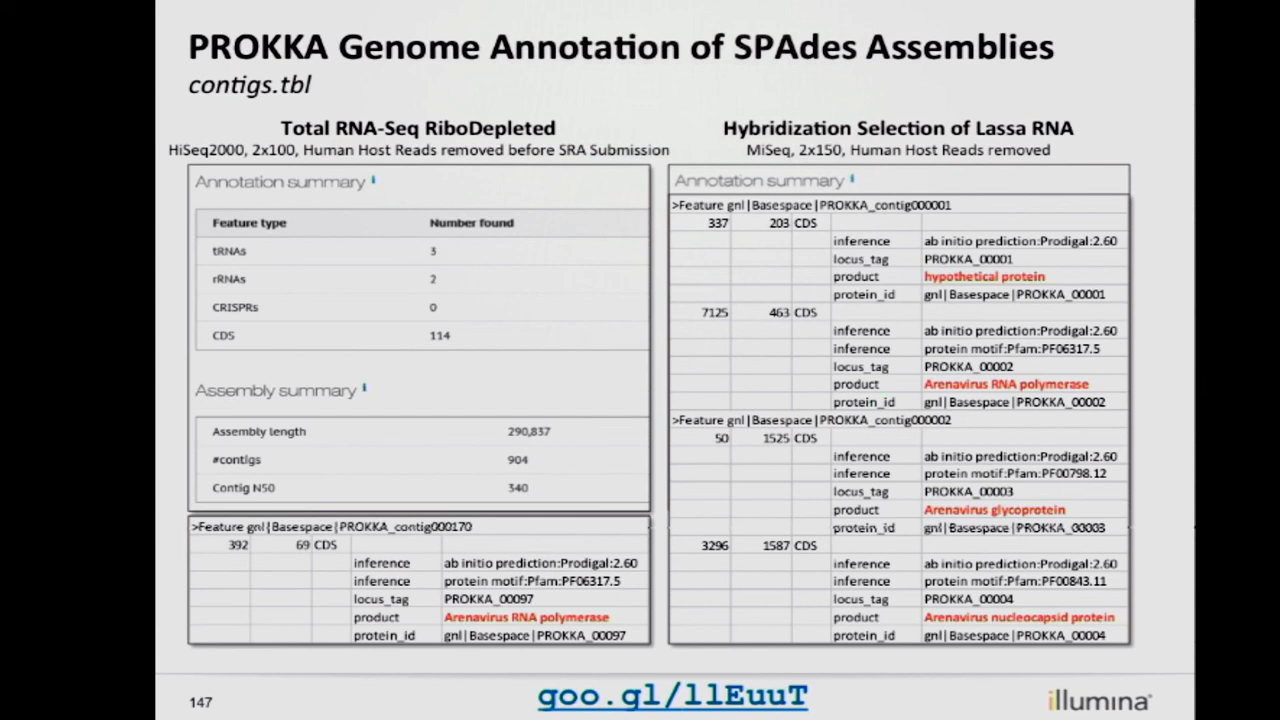 PROKKA Genome Annotation of SPAdes Assemblies
contigs.tbl
Total RNA-Seq RiboDepleted
HiSeq2000, 2x100, Human Host Reads removed before SRA Submission
Annotation summary i
Feature type Number found
tRNAs 3
rRNAs 2
CRISPRs 0
CDS 114
Assembly summary i
Assembly length 290,837
#contigs 904
Contig N50 340
>Feature gnl|Basespace|PROKKA_contig000170
392 69 CDS
inference ab initio prediction:Prodigal:2.60
inference protein motif:Pfam:PF06317.5
locus_tag PROKKA_00097
product Arenavirus RNA polymerase
protein_id gnl|Basespace|PROKKA_00097
Hybridization Selection of Lassa RNA
MiSeq, 2x150, Human Host Reads removed
Annotation summary i
>Feature gnl|Basespace|PROKKA_contig000001
337 203 CDS
inference ab initio prediction:Prodigal:2.60
locus_tag PROKKA_00001
product hypothetical protein
protein_id gnl|Basespace|PROKKA_00001
7125 463 CDS
inference ab initio prediction:Prodigal:2.60
inference protein motif:Pfam:PF06317.5
locus_tag PROKKA_00002
product Arenavirus RNA polymerase
protein_id gnl|Basespace|PROKKA_00002
>Feature gnl|Basespace|PROKKA_contig000002
50 1525 CDS
inference ab initio prediction:Prodigal:2.60
inference protein motif:Pfam:PF00798.12
locus_tag PROKKA_00003
product Arenavirus glycoprotein
protein_id gnl|Basespace|PROKKA_00003
3296 1587 CDS
inference ab initio prediction:Prodigal:2.60
inference protein motif:Pfam:PF00843.11
locus_tag PROKKA_00004
product Arenavirus nucleocapsid protein
protein_id gnl|Basespace|PROKKA_00004
147
goo.gl/llEuuT
illumina